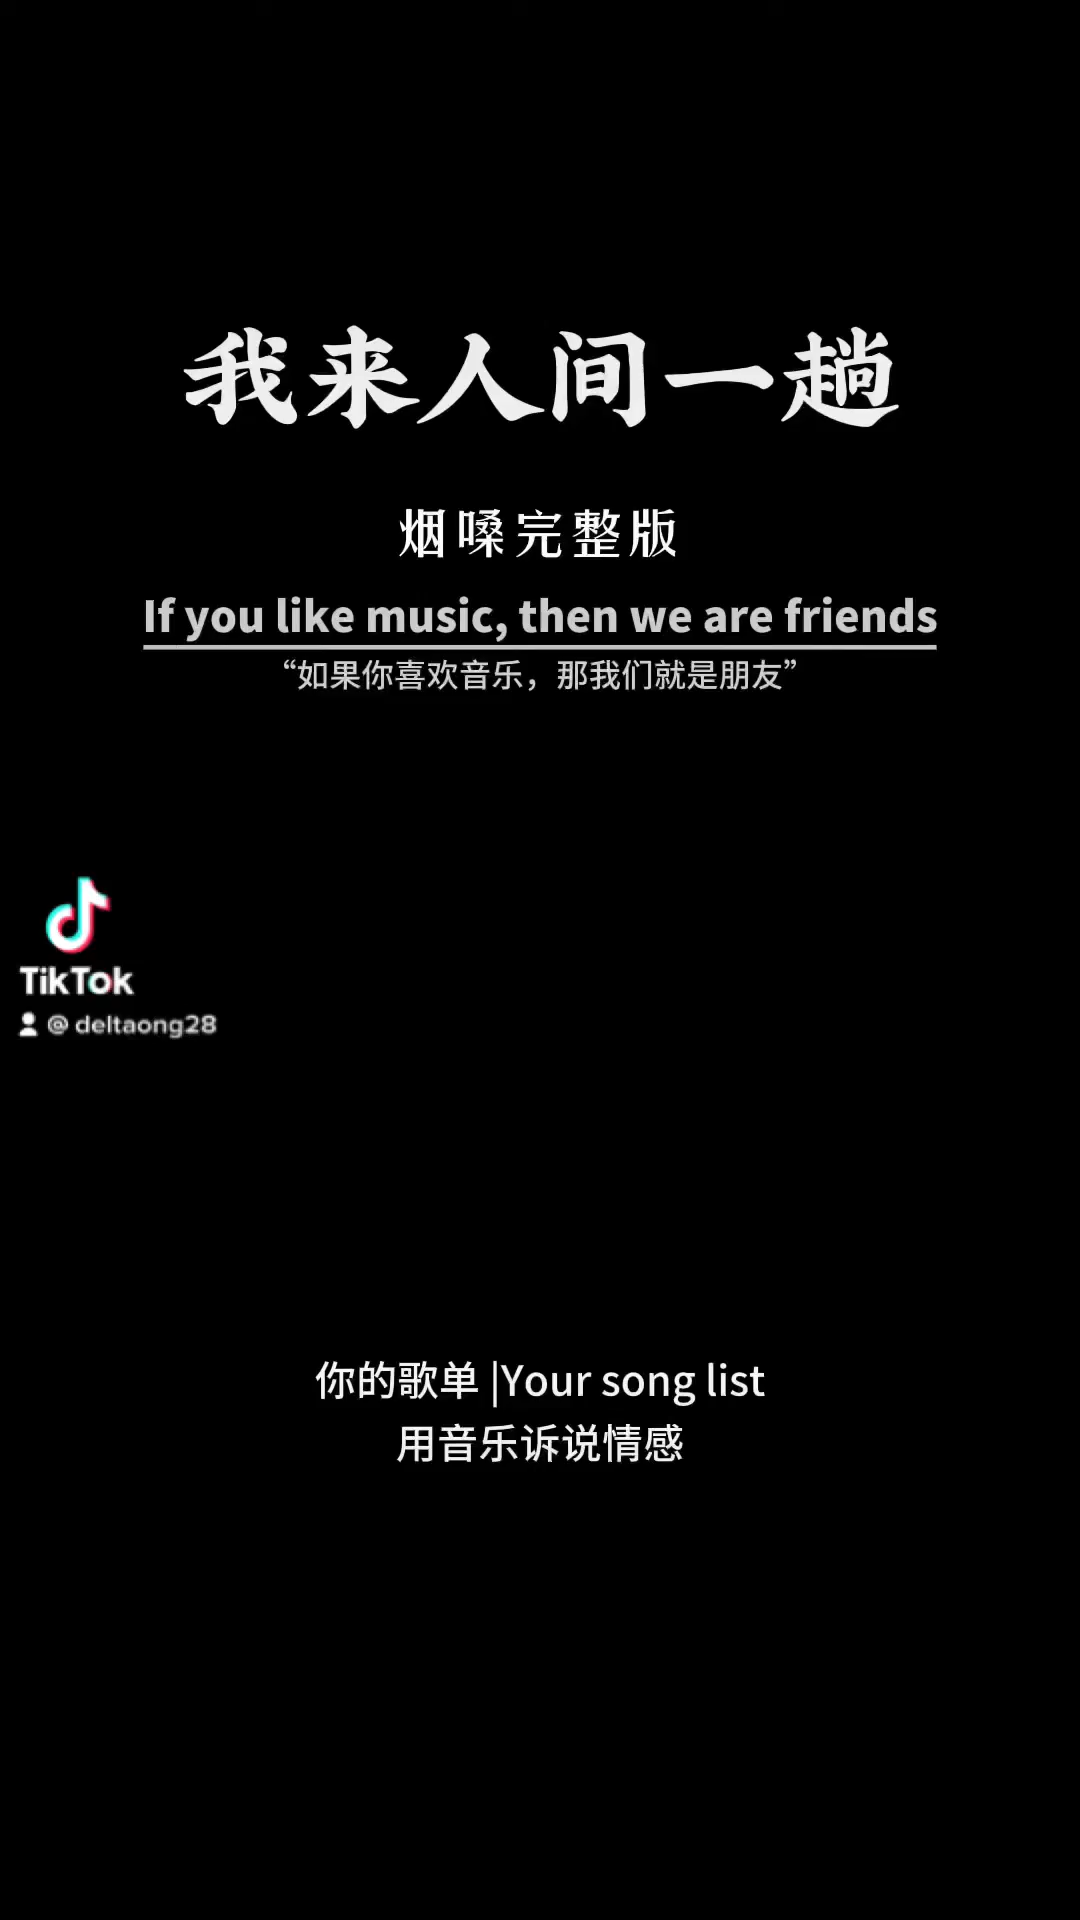 我来人间一趟
烟嗓完整版
If you like music, then we are friends
“如果你喜欢音乐，那我们就是朋友”
TikTok
@ deltaong28
你的歌单 |Your song list
用音乐诉说情感